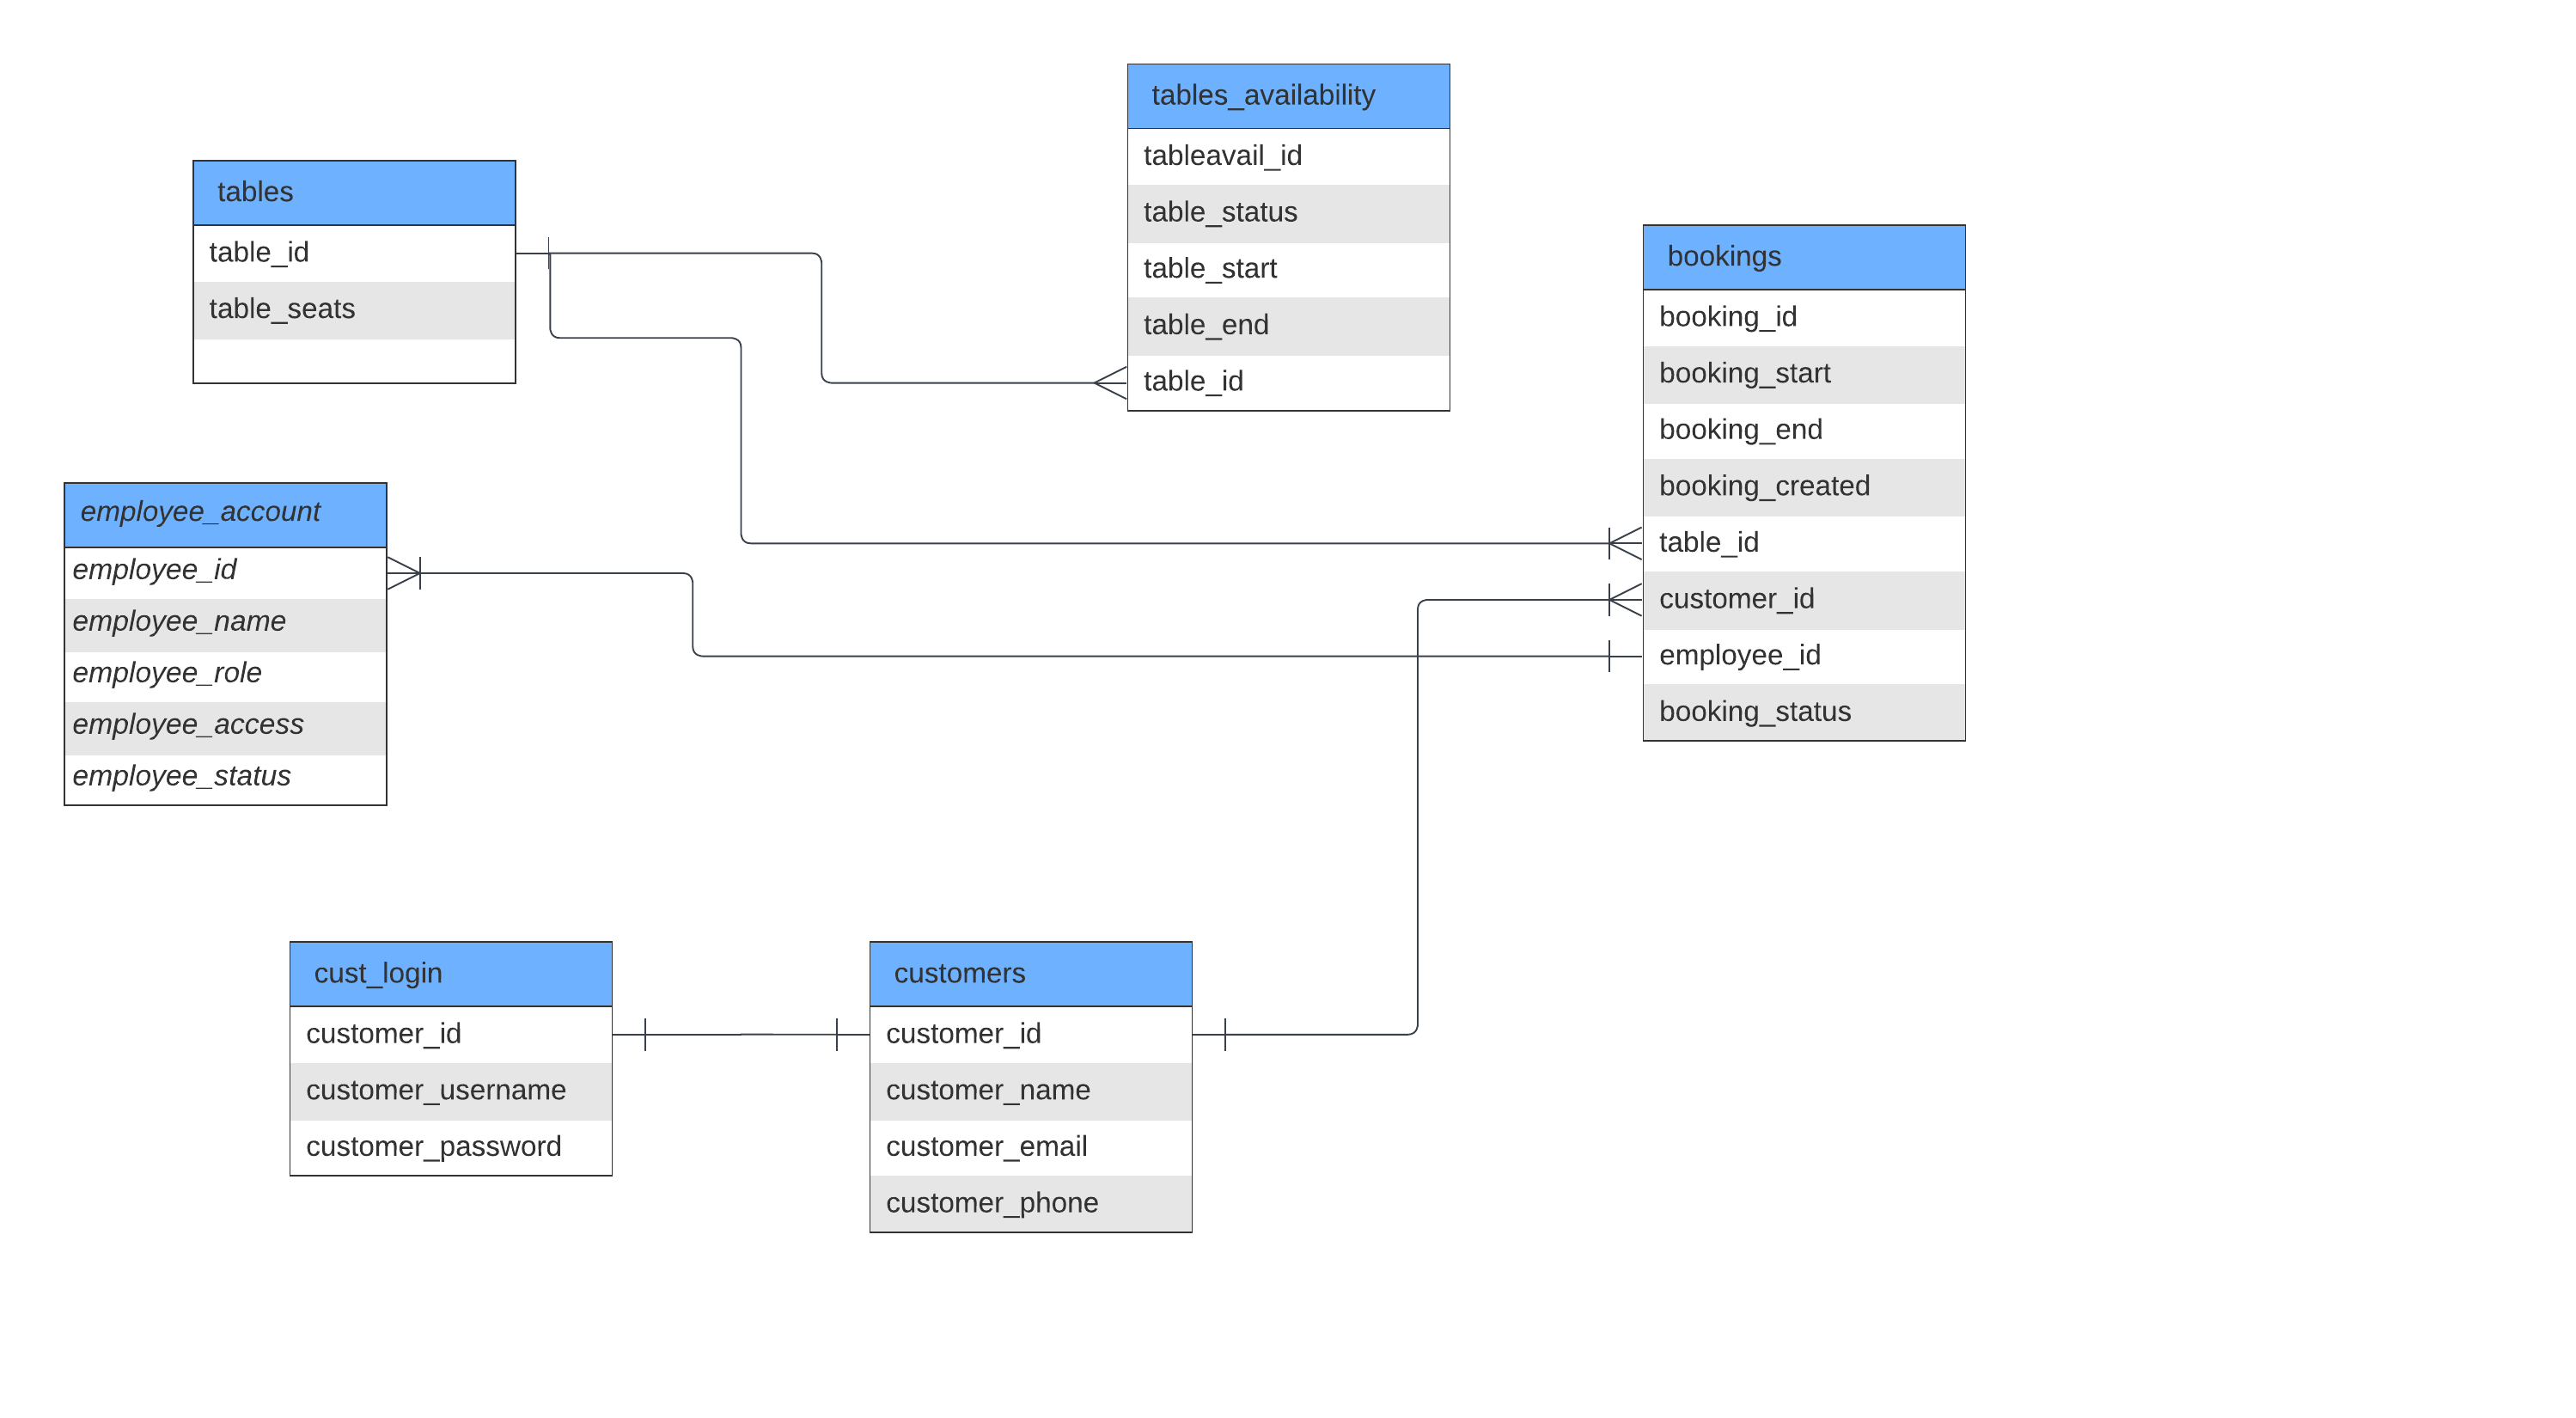 tables_availability
tableavail_id
table_status
table_start
table_end
table_id
tables
table_id
table_seats
bookings
booking_id
booking_start
booking_end
booking_created
table_id
customer_id
employee_id
booking_status
employee_account
employee_id
employee_name
employee_role
employee_access
employee_status
cust_login
customer_id
customer_username
customer_password
customers
customer_id
customer_name
customer_email
customer_phone